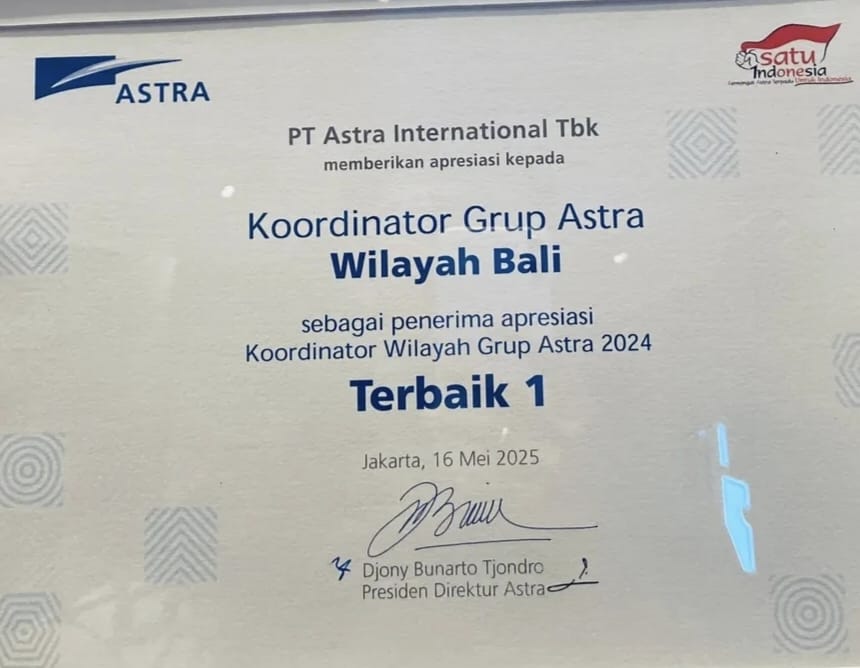 ASTRA
satu
Indonesia
PT Astra International Tbk
memberikan apresiasi kepada
Koordinator Grup Astra
Wilayah Bali
sebagai penerima apresiasi
Koordinator Wilayah Grup Astra 2024
Terbaik 1
Jakarta, 16 Mei 2025
Djony Bunarto Tjondro
Presiden Direktur Astra